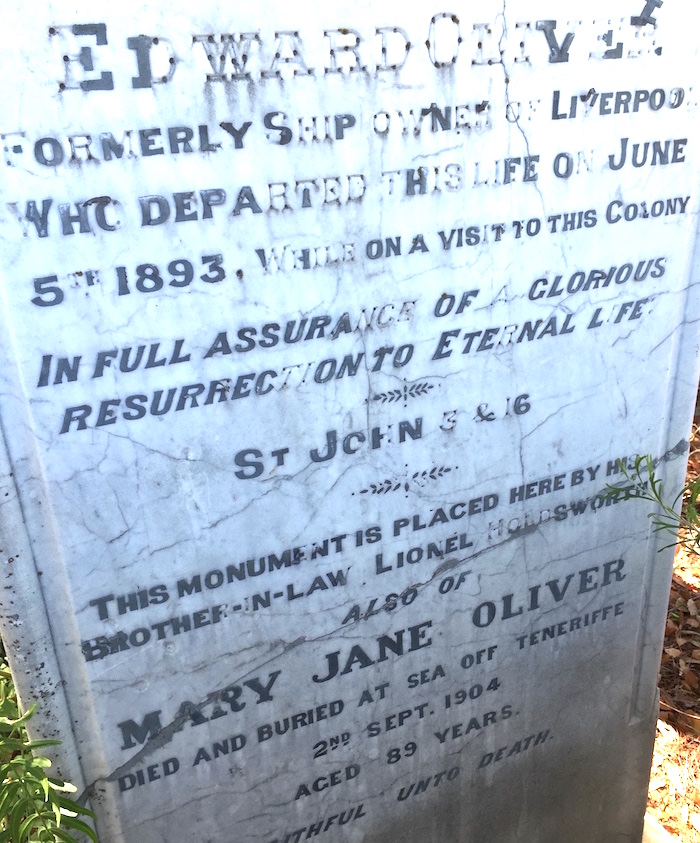 EDWARD OLIVER
FORMERLY SHIP OWNER OF LIVERPOOL
WHO DEPARTED THIS LIFE ON JUNE
5TH 1893. WHILE ON A VISIT TO THIS COLONY
IN FULL ASSURANCE OF A GLORIOUS
RESURRECTION TO ETERNAL LIFE.
ST JOHN 3 & 16
THIS MONUMENT IS PLACED HERE BY HIS
BROTHER-IN-LAW. LIONEL HOLDSWORTH
ALSO OF
MARY JANE OLIVER
DIED AND BURIED AT SEA OFF TENERIFFE
2ND SEPT. 1904
AGED 89 YEARS.
FAITHFUL UNTO DEATH.